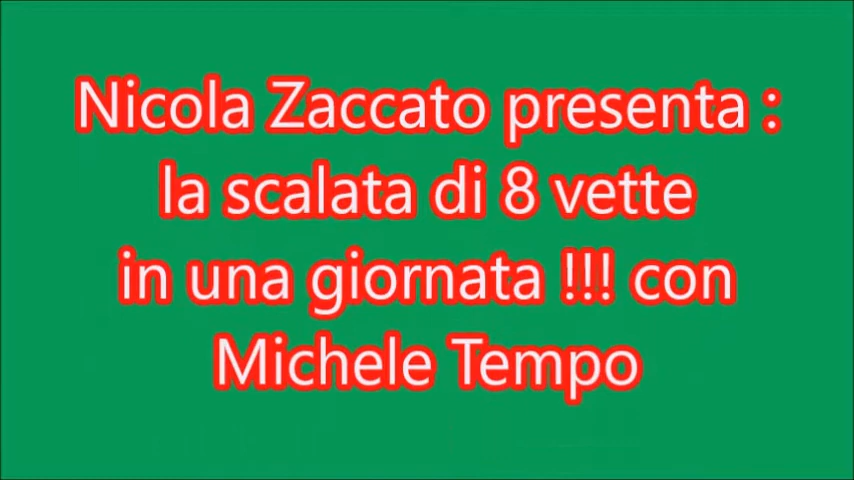 Nicola Zaccato presenta :
la scalata di 8 vette
in una giornata !!! con
Michele Tempo